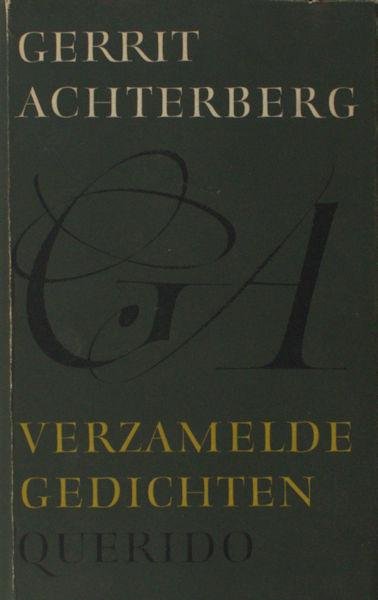 GERRIT
ACHTERBERG
GA
VERZAMELDE
GEDICHTEN
QUERIDO